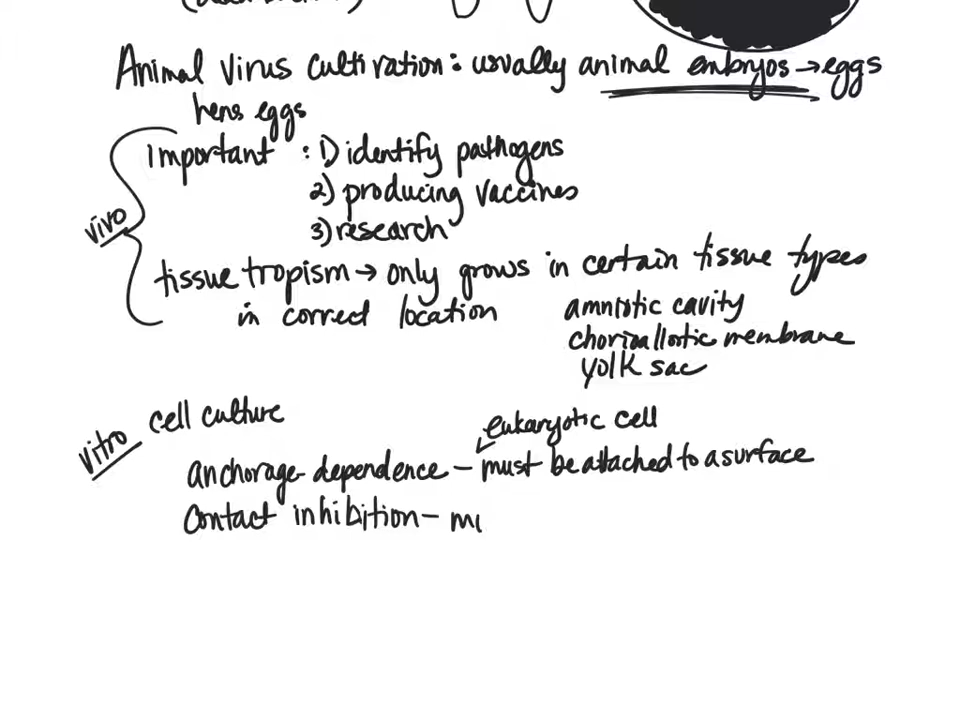 Animal virus cultivation: usually animal embryos → eggs
hens eggs
important : 1) identify pathogens
2) producing vaccines
3) research
vivo
tissue tropism → only grows in certain tissue types
in correct location
amniotic cavity
chorioallontic membrane
yolk sac
vitro cell culture
eukaryotic cell
anchorage-dependence – must be attached to a surface
contact inhibition –